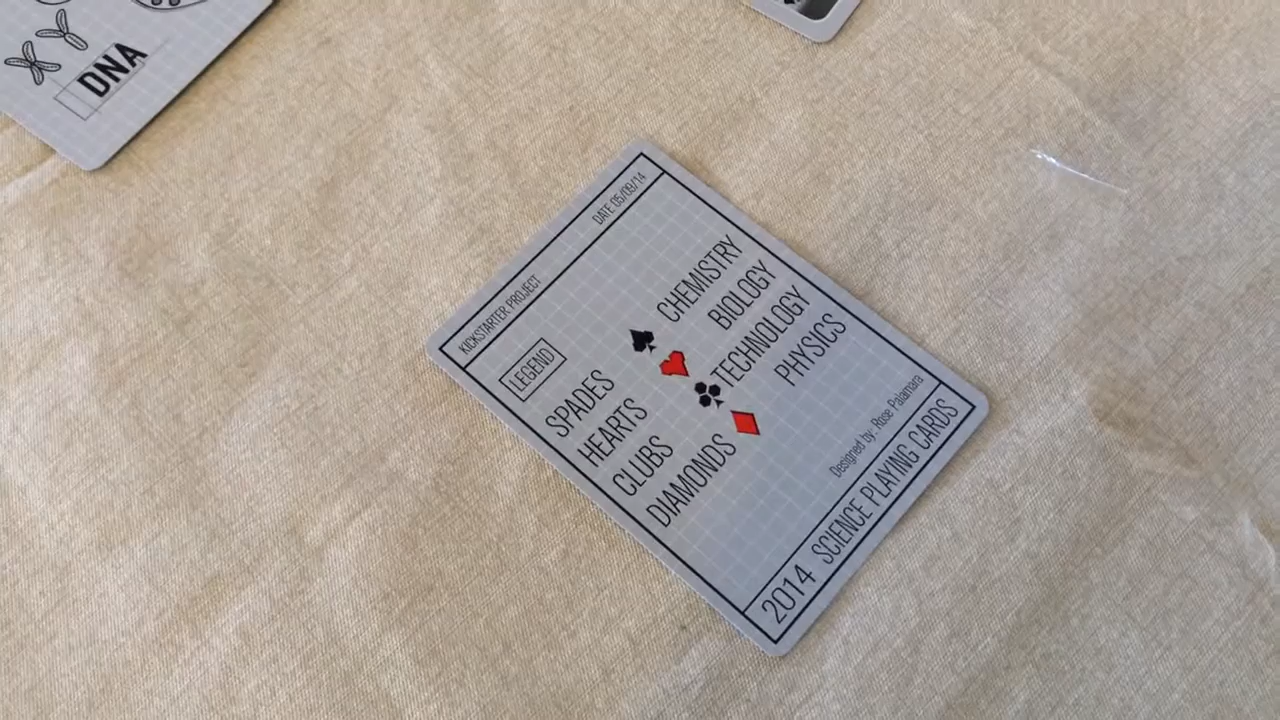 DNA
KICKSTARTER PROJECT DATE:05/09/14
LEGEND
SPADES CHEMISTRY
HEARTS BIOLOGY
CLUBS TECHNOLOGY
DIAMONDS PHYSICS
Designed by: Rose Palamara
2014 SCIENCE PLAYING CARDS